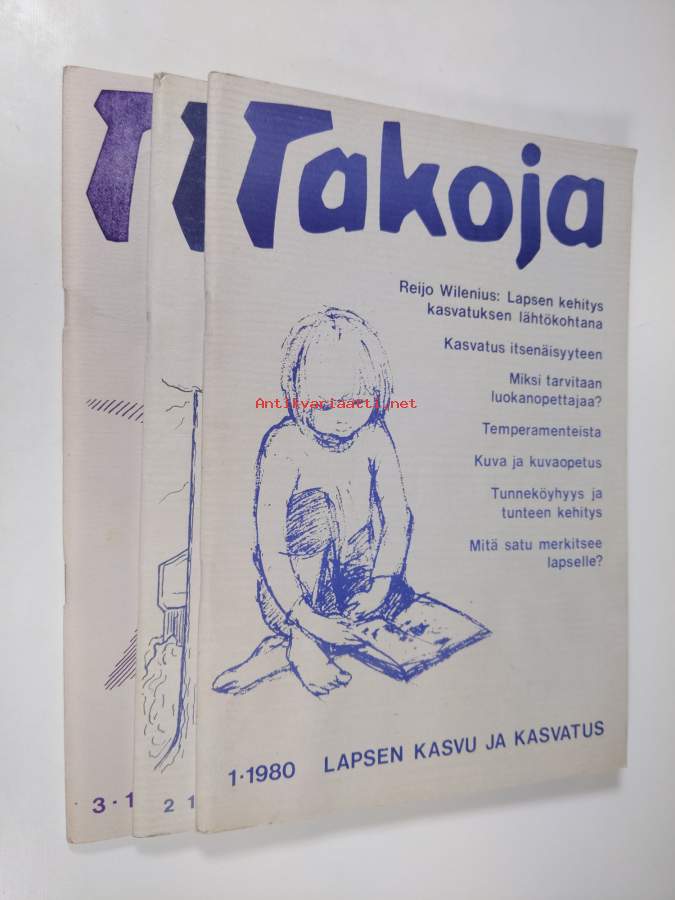 Takoja
Reijo Wilenius: Lapsen kehitys
kasvatuksen lähtökohtana
Kasvatus itsenäisyyteen
Miksi tarvitaan
luokanopettajaa?
Antikvariaatti.net
Temperamenteista
Kuva ja kuvaopetus
Tunneköyhyys ja
tunteen kehitys
Mitä satu merkitsee
lapselle?
1·1980 LAPSEN KASVU JA KASVATUS
T
3·1
2 1